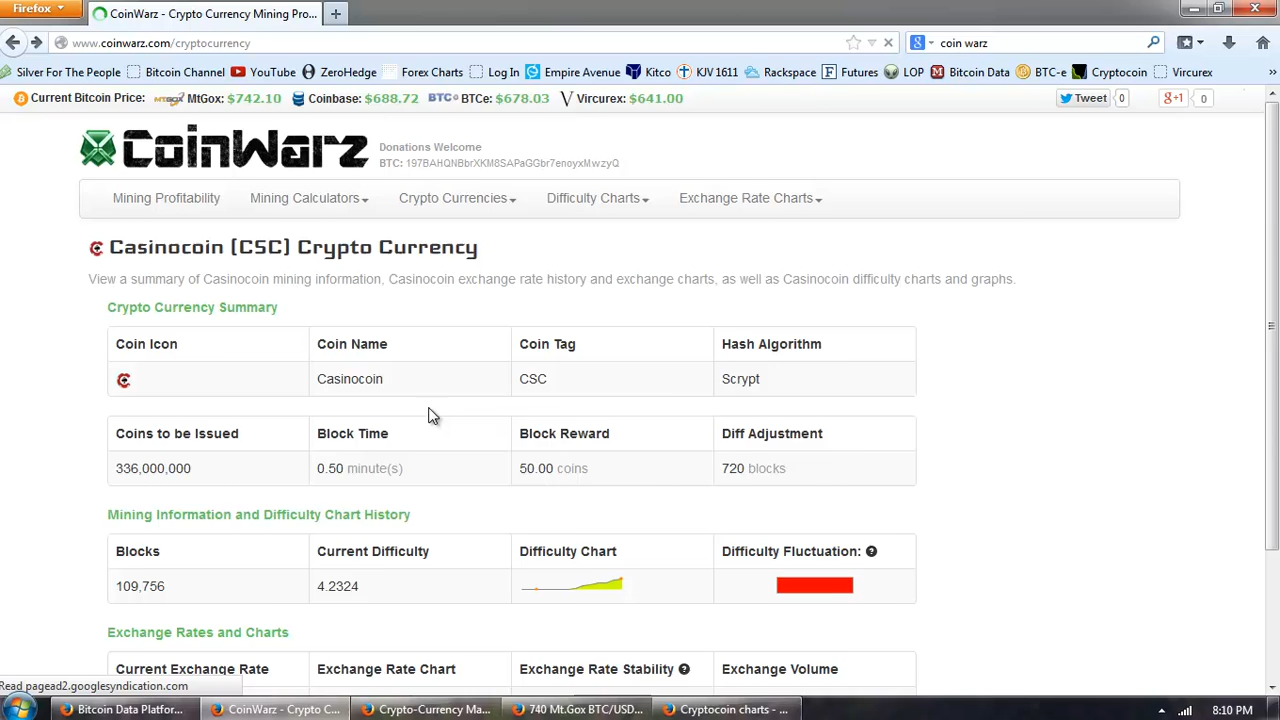 Firefox
CoinWarz - Crypto Currency Mining Pro...
www.coinwarz.com/cryptocurrency
coin warz
Silver For The People Bitcoin Channel YouTube ZeroHedge Forex Charts Log In Empire Avenue Kitco KJV 1611 Rackspace Futures LOP Bitcoin Data BTC-e Cryptocoin Vircurex »
Current Bitcoin Price: MTGOX MtGox: $742.10 Coinbase: $688.72 BTC BTCe: $678.03 Vircurex: $641.00 Tweet 0 g+1 0
CoinWarz
Donations Welcome
BTC: 197BAHQNBbrXKM8SAPaGGbr7enoyxMwzyQ
Mining Profitability Mining Calculators Crypto Currencies Difficulty Charts Exchange Rate Charts
Casinocoin (CSC) Crypto Currency
View a summary of Casinocoin mining information, Casinocoin exchange rate history and exchange charts, as well as Casinocoin difficulty charts and graphs.
Crypto Currency Summary
Coin Icon Coin Name Coin Tag Hash Algorithm
Casinocoin CSC Scrypt
Coins to be Issued Block Time Block Reward Diff Adjustment
336,000,000 0.50 minute(s) 50.00 coins 720 blocks
Mining Information and Difficulty Chart History
Blocks Current Difficulty Difficulty Chart Difficulty Fluctuation: ?
109,756 4.2324
Exchange Rates and Charts
Current Exchange Rate Exchange Rate Chart Exchange Rate Stability ? Exchange Volume
Read pagead2.googlesyndication.com
Bitcoin Data Platfor... CoinWarz - Crypto C... Crypto-Currency Ma... 740 Mt.Gox BTC/USD... Cryptocoin charts - ... 8:10 PM